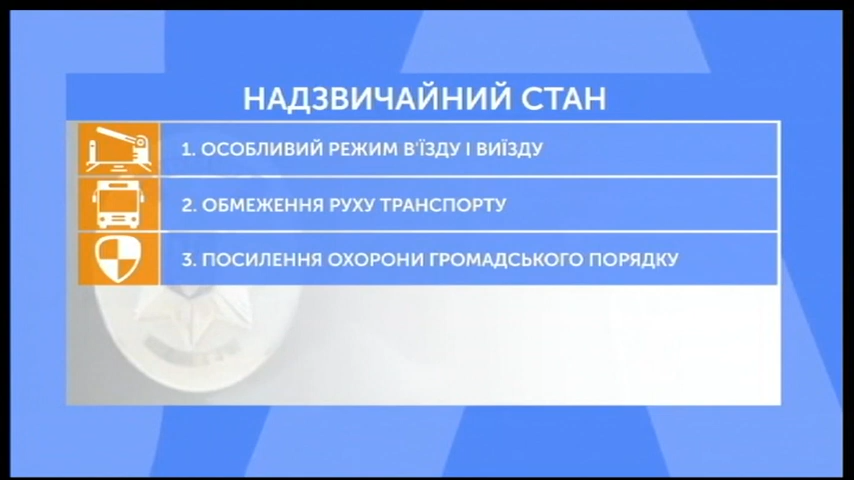 НАДЗВИЧАЙНИЙ СТАН
1. ОСОБЛИВИЙ РЕЖИМ В'ЇЗДУ І ВИЇЗДУ
2. ОБМЕЖЕННЯ РУХУ ТРАНСПОРТУ
3. ПОСИЛЕННЯ ОХОРОНИ ГРОМАДСЬКОГО ПОРЯДКУ